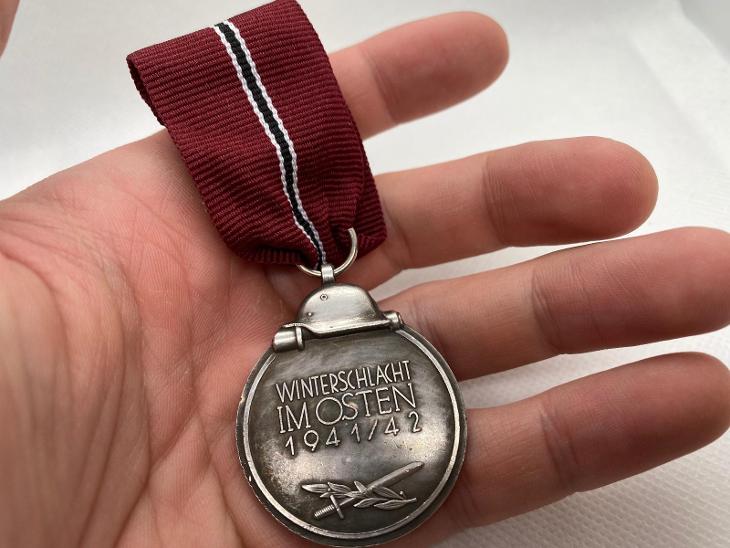 WINTERSCHLACHT
IM OSTEN
1941/42